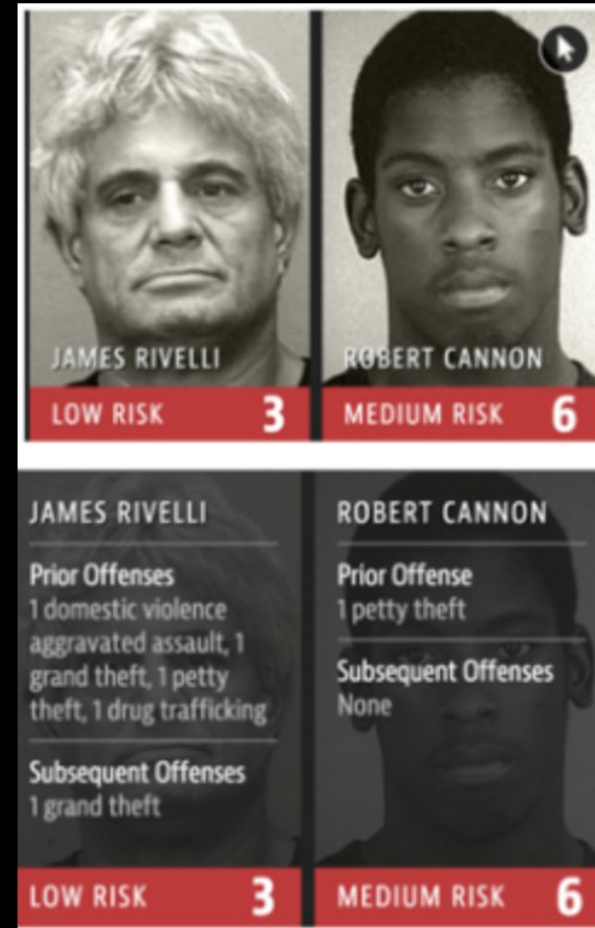 JAMES RIVELLI
ROBERT CANNON
LOW RISK 3
MEDIUM RISK 6
JAMES RIVELLI
Prior Offenses
1 domestic violence
aggravated assault, 1
grand theft, 1 petty
theft, 1 drug trafficking
Subsequent Offenses
1 grand theft
LOW RISK 3
ROBERT CANNON
Prior Offense
1 petty theft
Subsequent Offenses
None
MEDIUM RISK 6